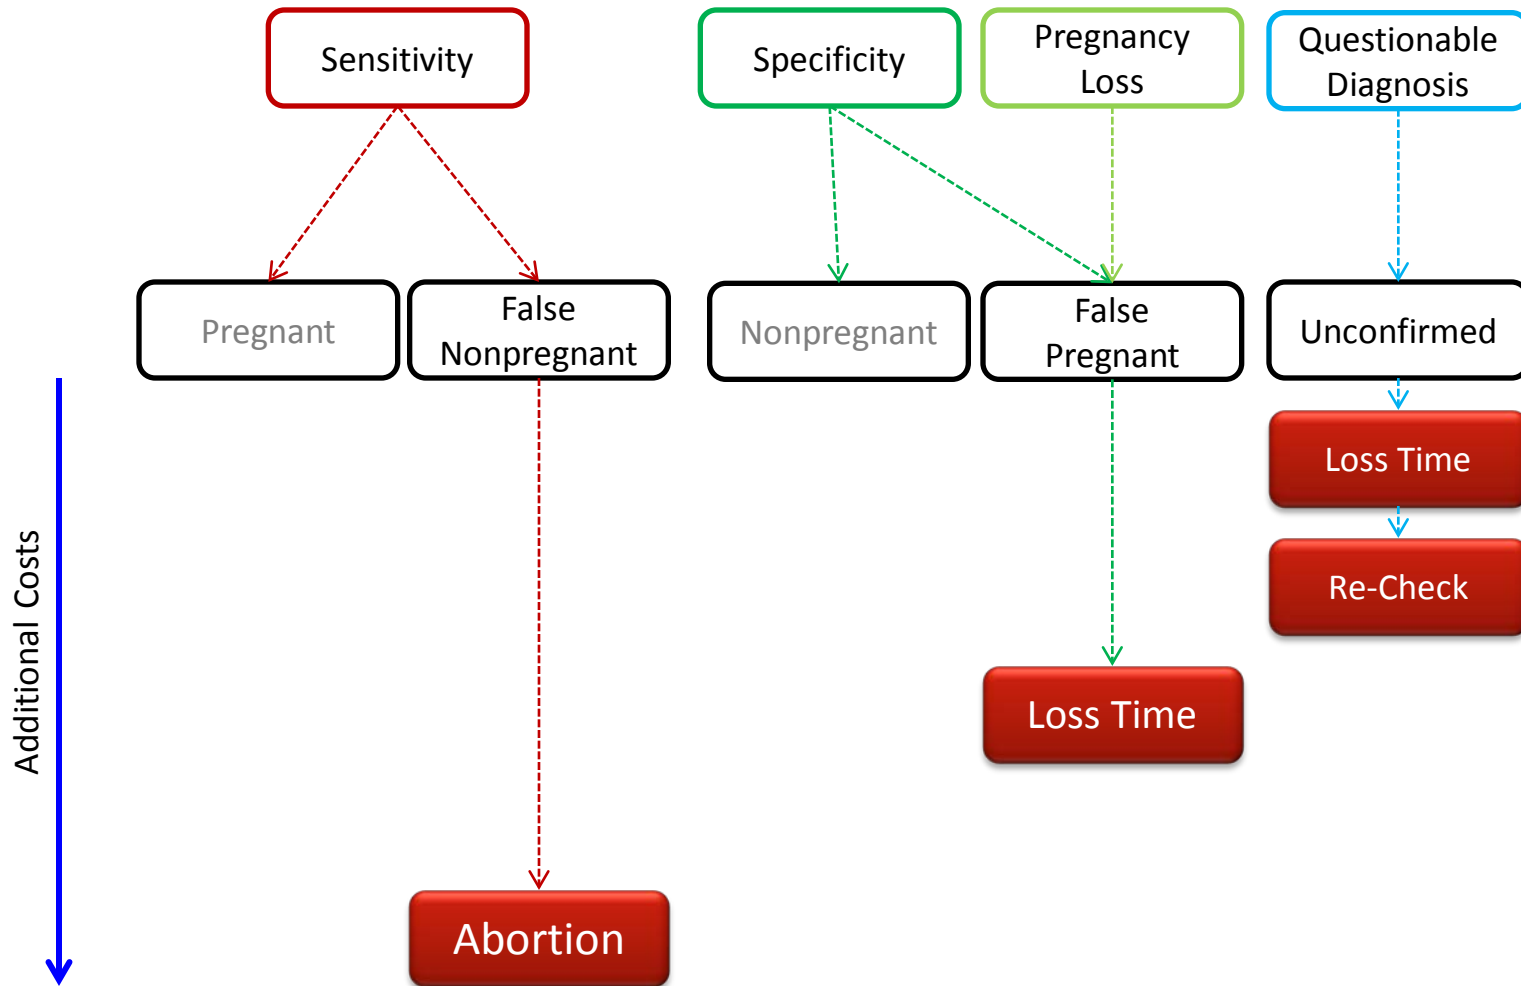 Sensitivity
Specificity
Pregnancy
Loss
Questionable
Diagnosis
Pregnant
False
Nonpregnant
Nonpregnant
False
Pregnant
Unconfirmed
Loss Time
Re-Check
Loss Time
Abortion
Additional Costs